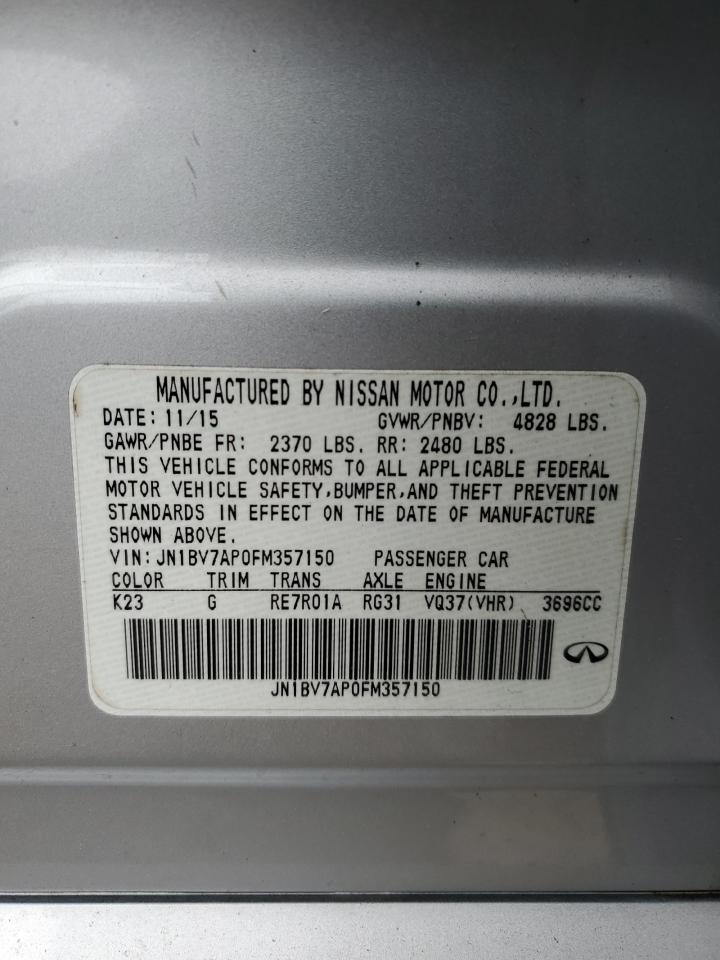 MANUFACTURED BY NISSAN MOTOR CO.,LTD.
DATE: 11/15 GVWR/PNBV: 4828 LBS.
GAWR/PNBE FR: 2370 LBS. RR: 2480 LBS.
THIS VEHICLE CONFORMS TO ALL APPLICABLE FEDERAL
MOTOR VEHICLE SAFETY,BUMPER,AND THEFT PREVENTION
STANDARDS IN EFFECT ON THE DATE OF MANUFACTURE
SHOWN ABOVE.
VIN:JN1BV7AP0FM357150 PASSENGER CAR
COLOR TRIM TRANS AXLE ENGINE
K23 G RE7R01A RG31 VQ37(VHR) 3696CC
JN1BV7AP0FM357150